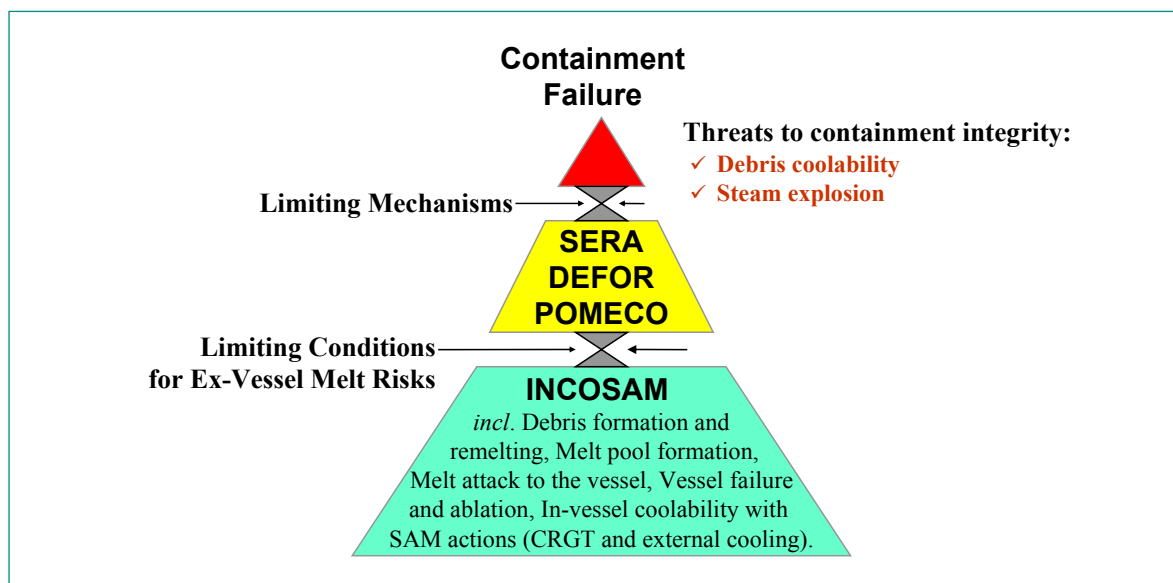 Containment
Failure
Threats to containment integrity:
✓ Debris coolability
✓ Steam explosion
Limiting Mechanisms
SERA
DEFOR
POMECO
Limiting Conditions
for Ex-Vessel Melt Risks
INCOSAM
incl. Debris formation and
remelting, Melt pool formation,
Melt attack to the vessel, Vessel failure
and ablation, In-vessel coolability with
SAM actions (CRGT and external cooling).